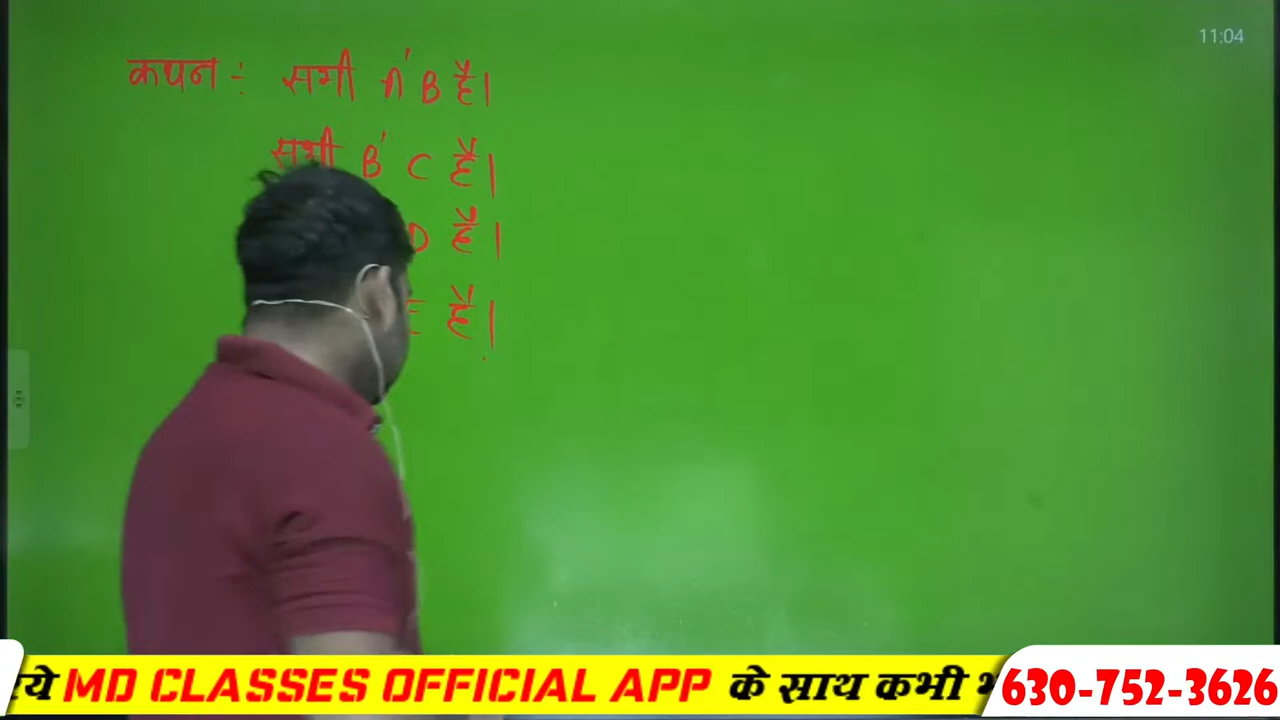 11:04
कथन : सभी A' B है।
सभी B' C है।
D है।
E है।
ये MD CLASSES OFFICIAL APP के साथ कभी भ
630-752-3626